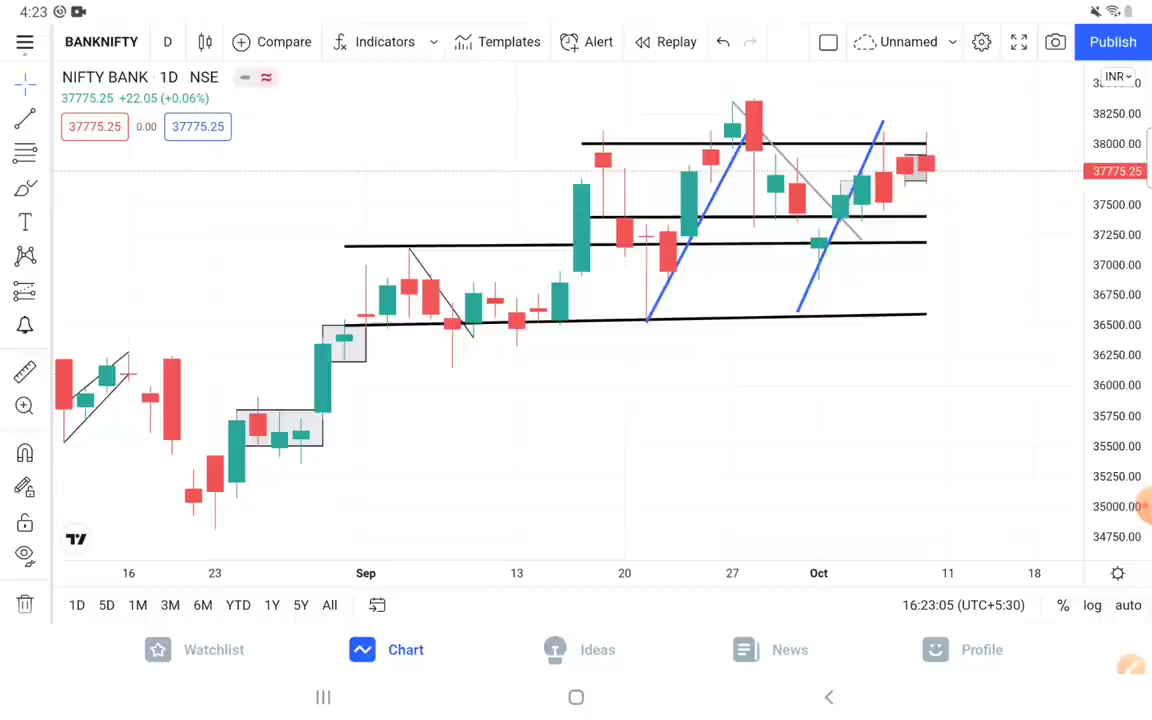 4:23
BANKNIFTY D Compare Indicators Templates Alert Replay Unnamed Publish
NIFTY BANK · 1D NSE
37775.25 +22.05 (+0.06%)
37775.25 0.00 37775.25
INR
38250.00
38000.00
37775.25
37500.00
37250.00
37000.00
36750.00
36500.00
36250.00
36000.00
35750.00
35500.00
35250.00
35000.00
34750.00
16 23 Sep 13 20 27 Oct 11 18
1D 5D 1M 3M 6M YTD 1Y 5Y All 16:23:05 (UTC+5:30) % log auto
Watchlist Chart Ideas News Profile